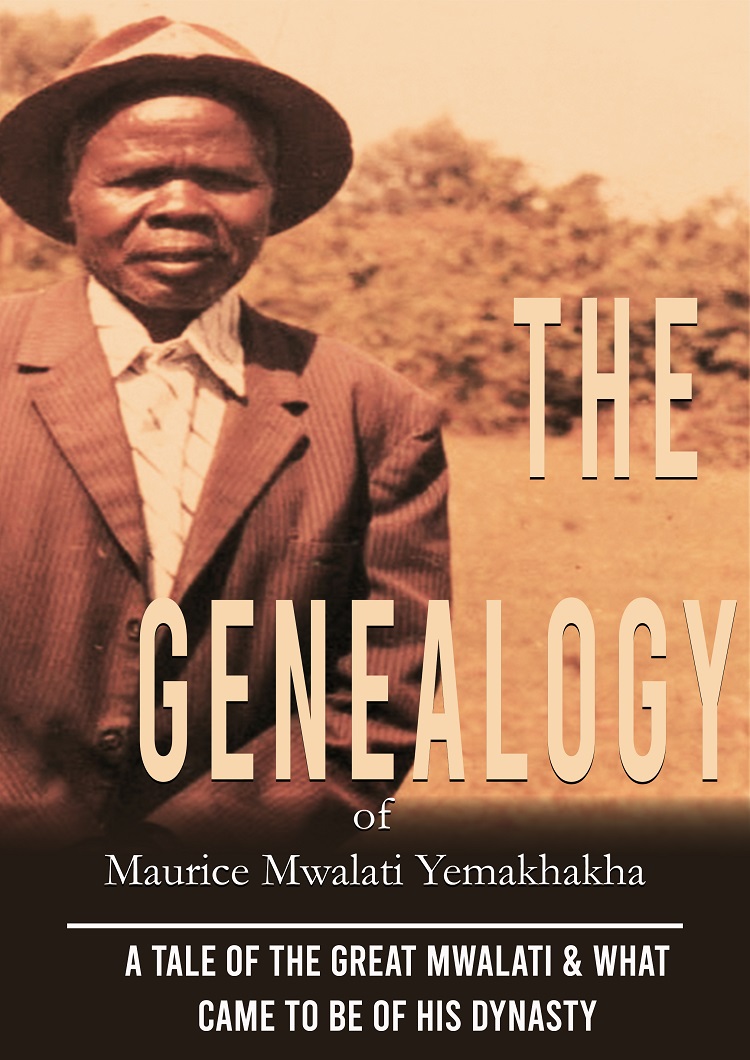 THE
GENEALOGY
of
Maurice Mwalati Yemakhakha
A TALE OF THE GREAT MWALATI & WHAT
CAME TO BE OF HIS DYNASTY